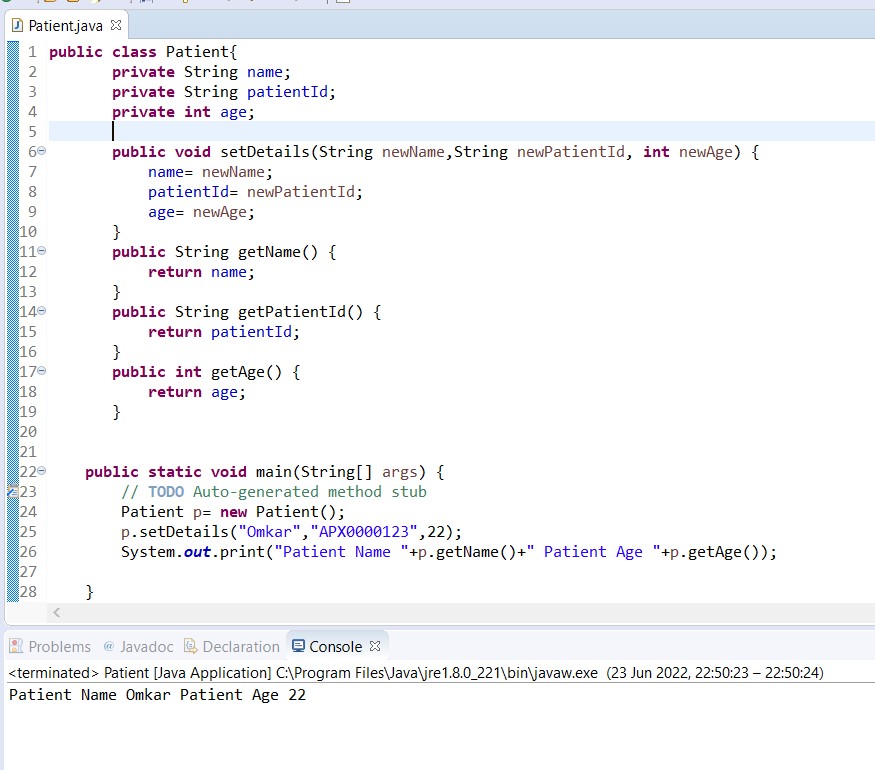 Patient.java
1 public class Patient{
2 private String name;
3 private String patientId;
4 private int age;
5
6 public void setDetails(String newName,String newPatientId, int newAge) {
7 name= newName;
8 patientId= newPatientId;
9 age= newAge;
10 }
11 public String getName() {
12 return name;
13 }
14 public String getPatientId() {
15 return patientId;
16 }
17 public int getAge() {
18 return age;
19 }
20
21
22 public static void main(String[] args) {
23 // TODO Auto-generated method stub
24 Patient p= new Patient();
25 p.setDetails("Omkar","APX0000123",22);
26 System.out.print("Patient Name "+p.getName()+" Patient Age "+p.getAge());
27
28 }
Problems @ Javadoc Declaration Console
<terminated> Patient [Java Application] C:\Program Files\Java\jre1.8.0_221\bin\javaw.exe (23 Jun 2022, 22:50:23 – 22:50:24)
Patient Name Omkar Patient Age 22